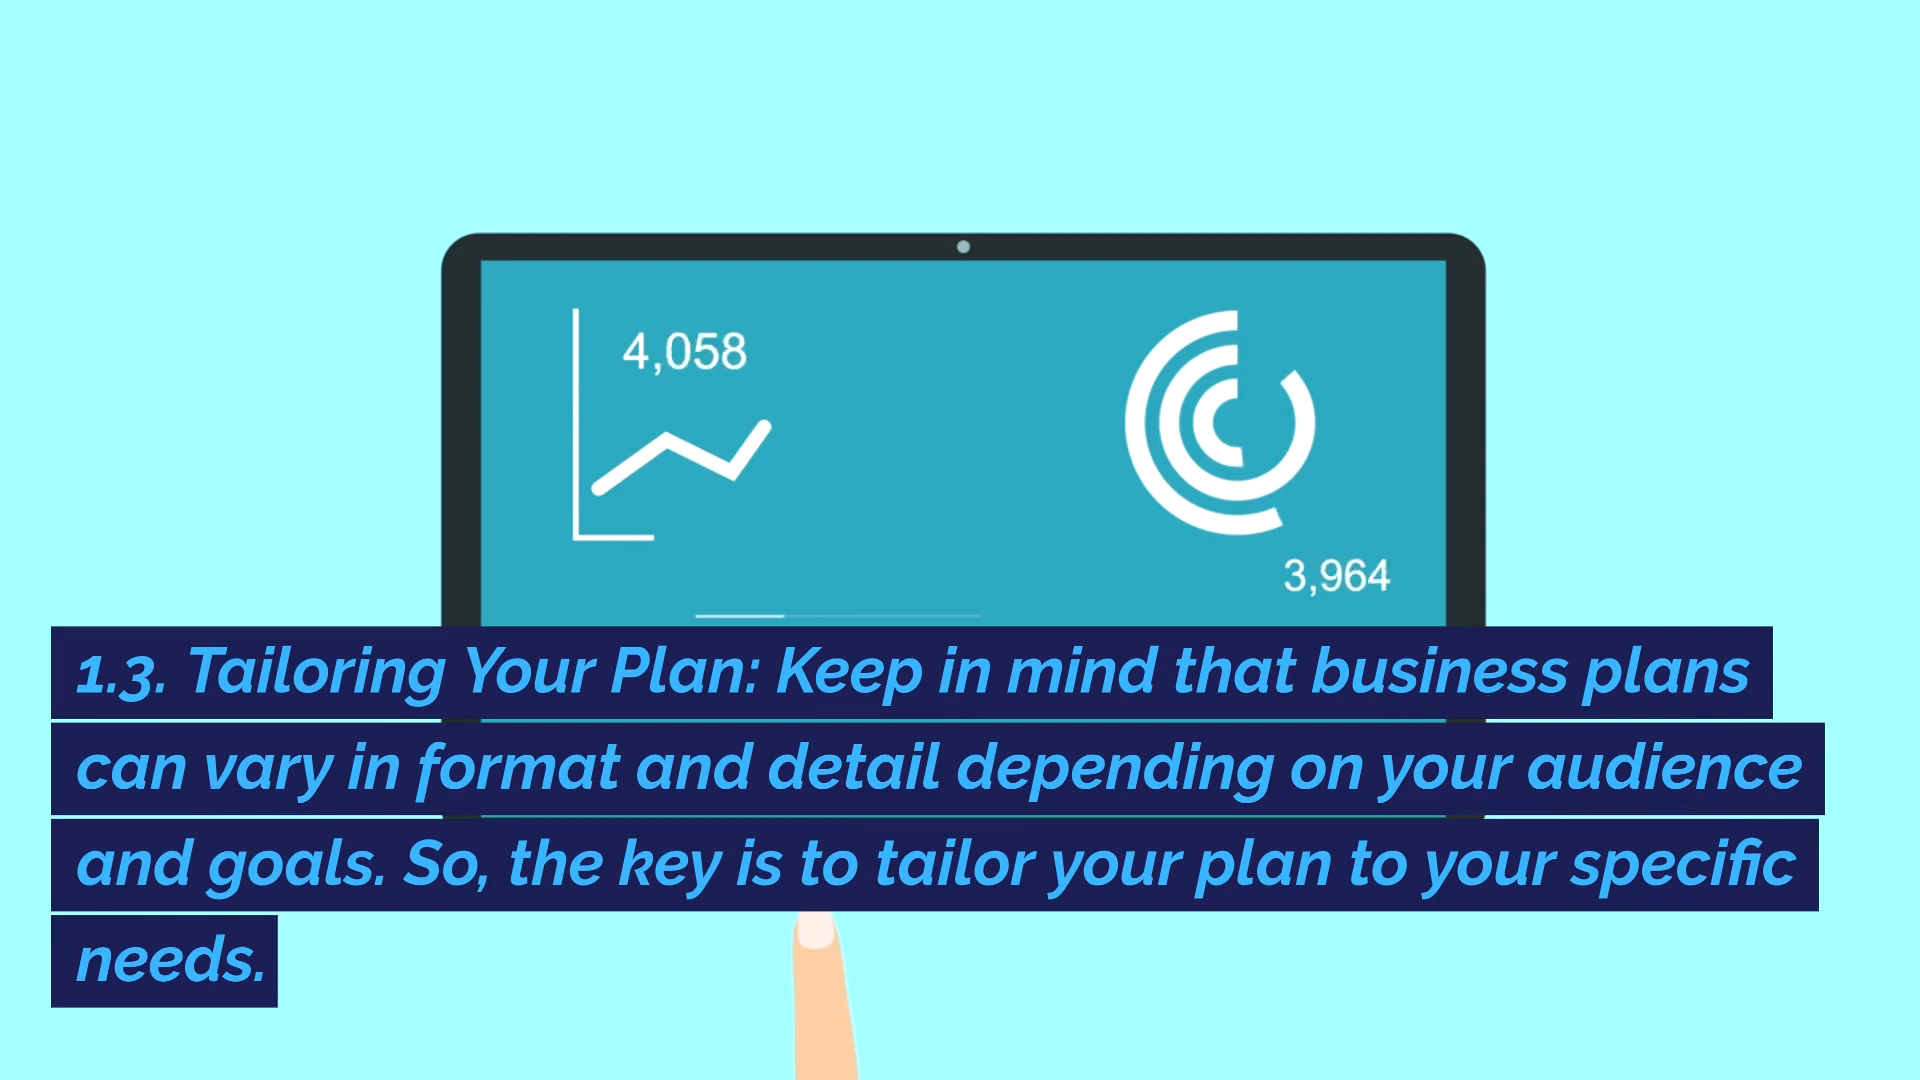 4,058
3,964
1.3. Tailoring Your Plan: Keep in mind that business plans
can vary in format and detail depending on your audience
and goals. So, the key is to tailor your plan to your specific
needs.